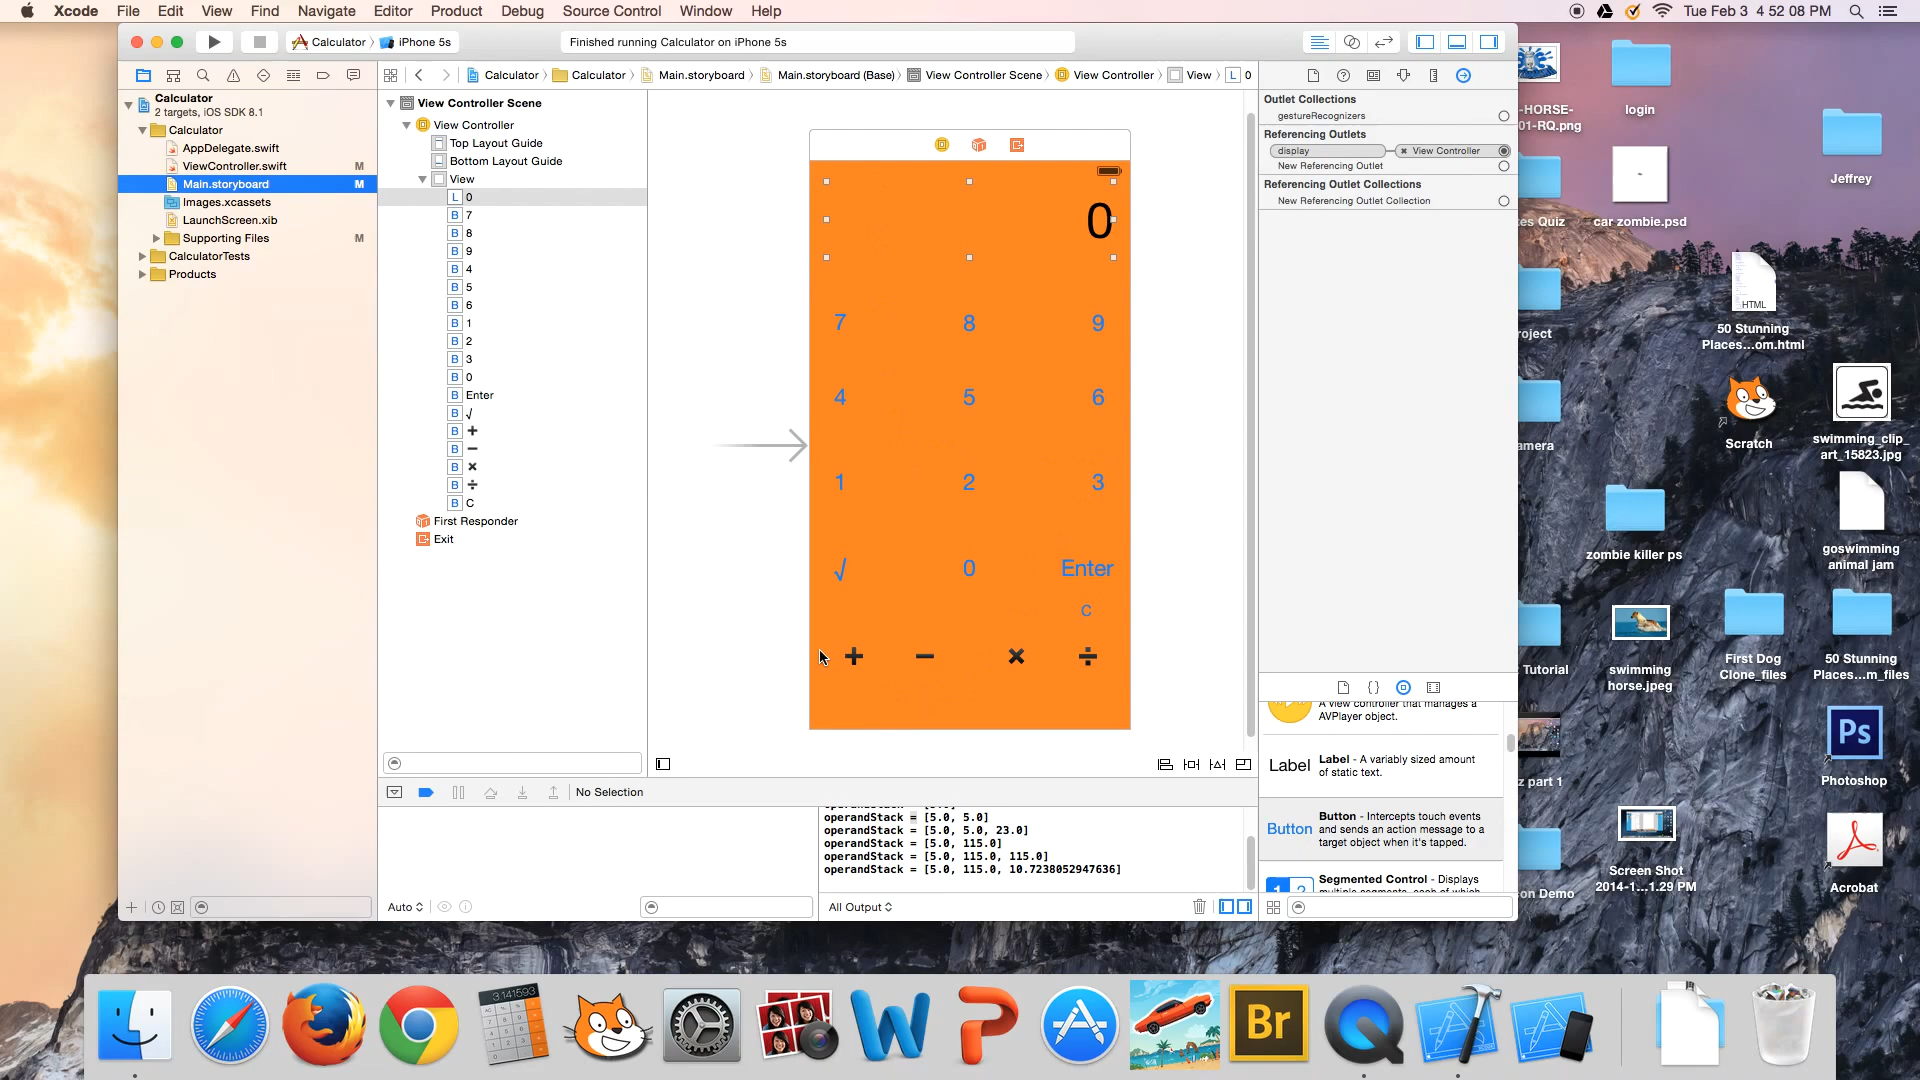 Xcode File Edit View Find Navigate Editor Product Debug Source Control Window Help
Tue Feb 3 4 52 08 PM
Calculator iPhone 5s
Finished running Calculator on iPhone 5s
Calculator
2 targets, iOS SDK 8.1
Calculator
AppDelegate.swift
ViewController.swift M
Main.storyboard M
Images.xcassets
LaunchScreen.xib
Supporting Files M
CalculatorTests
Products
Calculator Calculator Main.storyboard Main.storyboard (Base) View Controller Scene View Controller View L 0
View Controller Scene
View Controller
Top Layout Guide
Bottom Layout Guide
View
L 0
B 7
B 8
B 9
B 4
B 5
B 6
B 1
B 2
B 3
B 0
B Enter
B √
B +
B −
B ×
B ÷
B C
First Responder
Exit
0
7 8 9
4 5 6
1 2 3
√ 0 Enter
C
+ − × ÷
Outlet Collections
gestureRecognizers
Referencing Outlets
display View Controller
New Referencing Outlet
Referencing Outlet Collections
New Referencing Outlet Collection
A view controller that manages a
AVPlayer object.
Label
Label - A variably sized amount
of static text.
Button
Button - Intercepts touch events
and sends an action message to a
target object when it's tapped.
Segmented Control - Displays
No Selection
operandStack = [5.0, 5.0]
operandStack = [5.0, 5.0, 23.0]
operandStack = [5.0, 115.0]
operandStack = [5.0, 115.0, 115.0]
operandStack = [5.0, 115.0, 10.7238052947636]
Auto
All Output
-HORSE-
01-RQ.png
login
Jeffrey
es Quiz
car zombie.psd
HTML
roject
50 Stunning
Places...om.html
amera
Scratch
swimming_clip_
art_15823.jpg
zombie killer ps
goswimming
animal jam
Tutorial
swimming
horse.jpeg
First Dog
Clone_files
50 Stunning
Places...m_files
z part 1
Ps
Photoshop
on Demo
Screen Shot
2014-1...1.29 PM
Acrobat
3.141593
Br